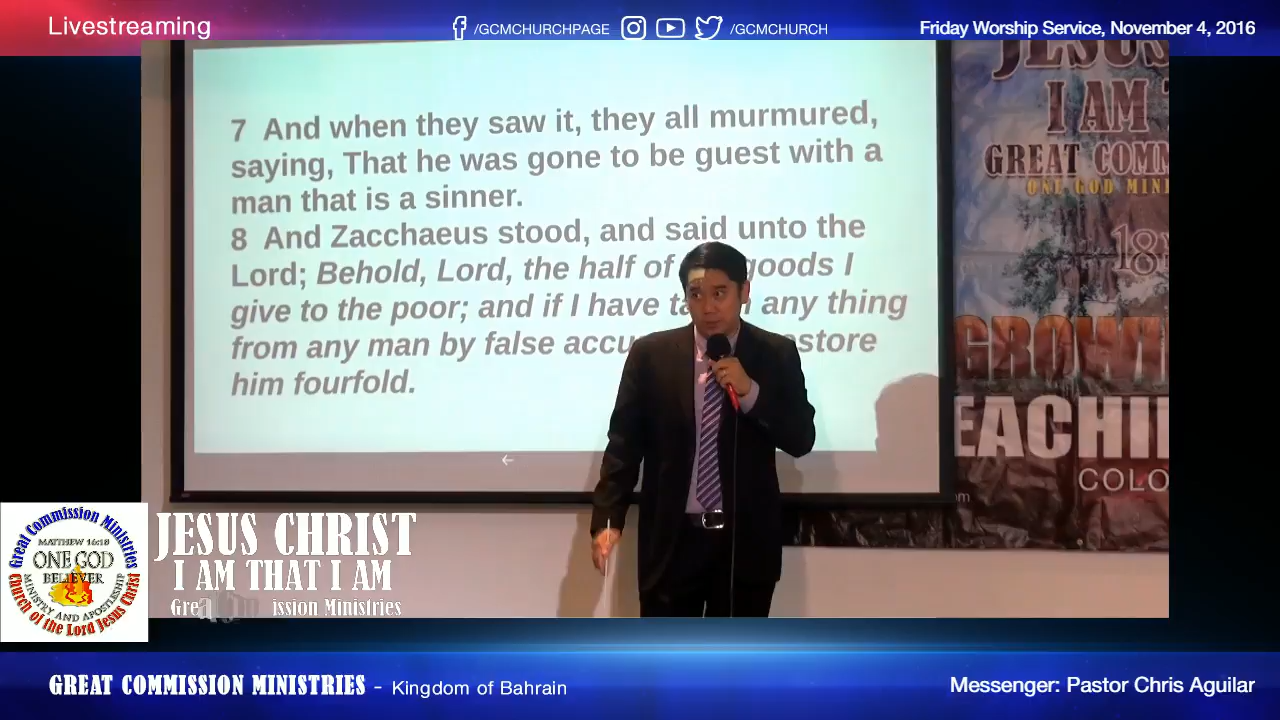 Livestreaming
/GCMCHURCHPAGE
/GCMCHURCH
Friday Worship Service, November 4, 2016
7 And when they saw it, they all murmured,
saying, That he was gone to be guest with a
man that is a sinner.
8 And Zacchaeus stood, and said unto the
Lord; Behold, Lord, the half of goods I
give to the poor; and if I have any thing
from any man by false
him fourfold.
JESUS
I AM
GREAT
ONE GOD
COLO
Great Commission Ministries
MATTHEW 16:18
ONE GOD
BELIEVER
MINISTRY AND APOSTLESHIP
Church of the Lord Jesus Christ
JESUS CHRIST
I AM THAT I AM
Ministries
GREAT COMMISSION MINISTRIES - Kingdom of Bahrain
Messenger: Pastor Chris Aguilar